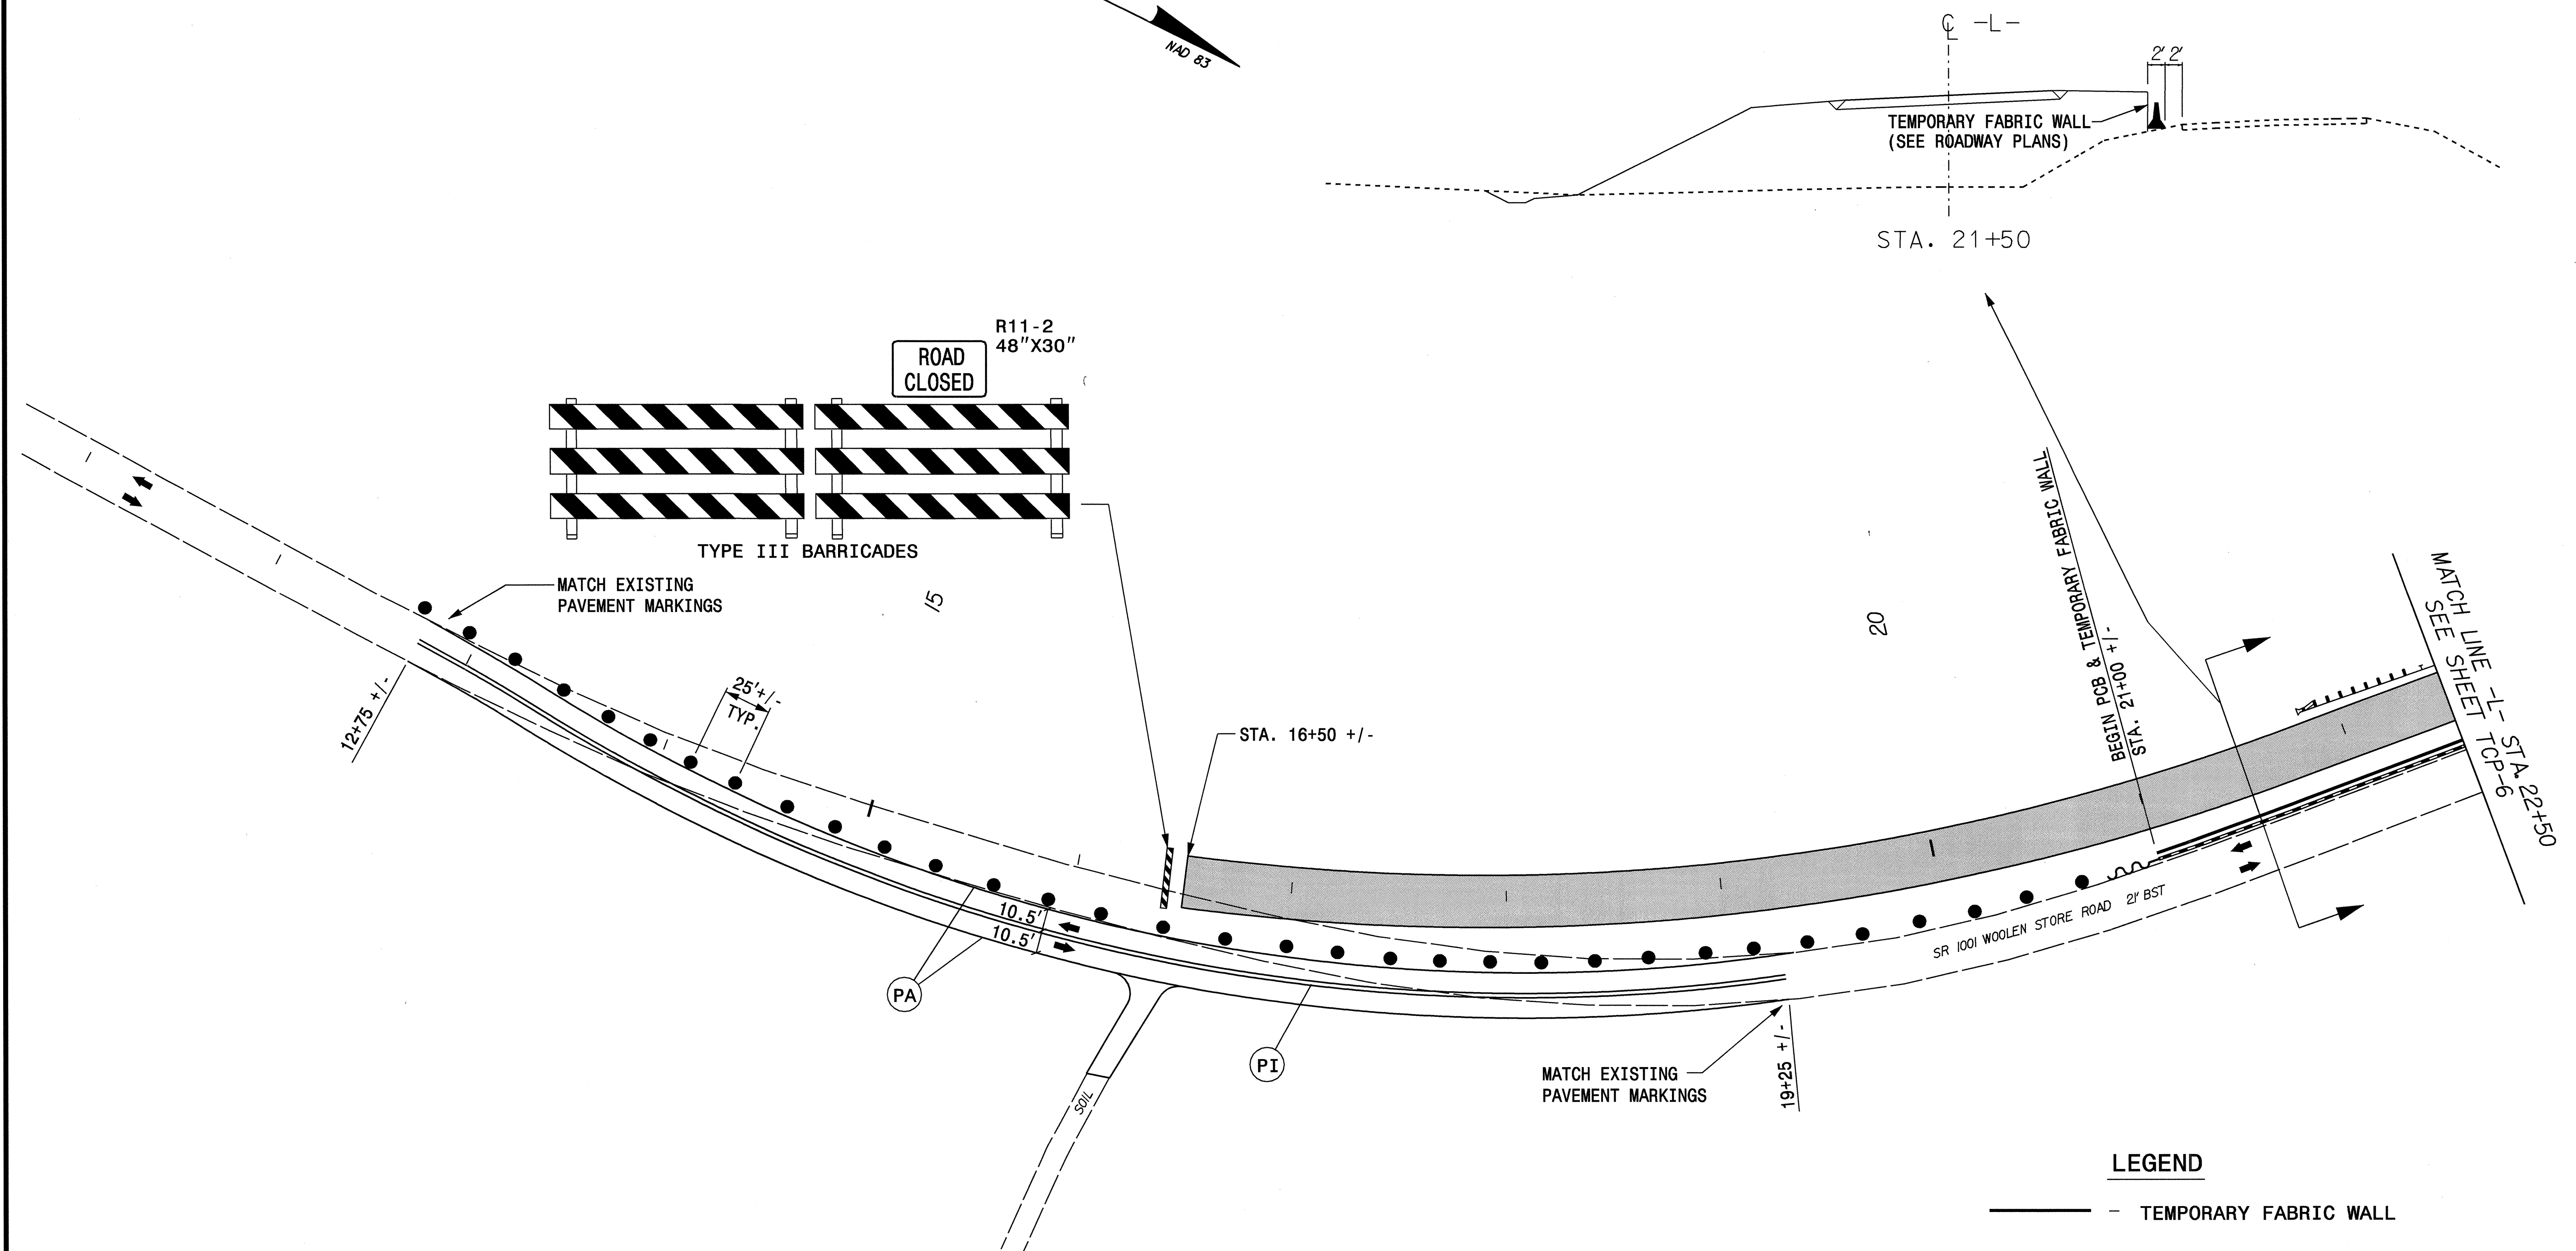 NAD 83
℄ -L-
2' 2'
TEMPORARY FABRIC WALL
(SEE ROADWAY PLANS)
STA. 21+50
R11-2
48"X30"
ROAD
CLOSED
TYPE III BARRICADES
MATCH EXISTING
PAVEMENT MARKINGS
15
20
12+75 +/-
25'+/-
TYP.
STA. 16+50 +/-
BEGIN PCB & TEMPORARY FABRIC WALL
STA. 21+00 +/-
MATCH LINE -L- STA. 22+50
SEE SHEET TCP-6
10.5'
10.5'
SR 1001 WOOLEN STORE ROAD 21' BST
PA
PI
SOIL
MATCH EXISTING
PAVEMENT MARKINGS
19+25 +/-
LEGEND
- TEMPORARY FABRIC WALL